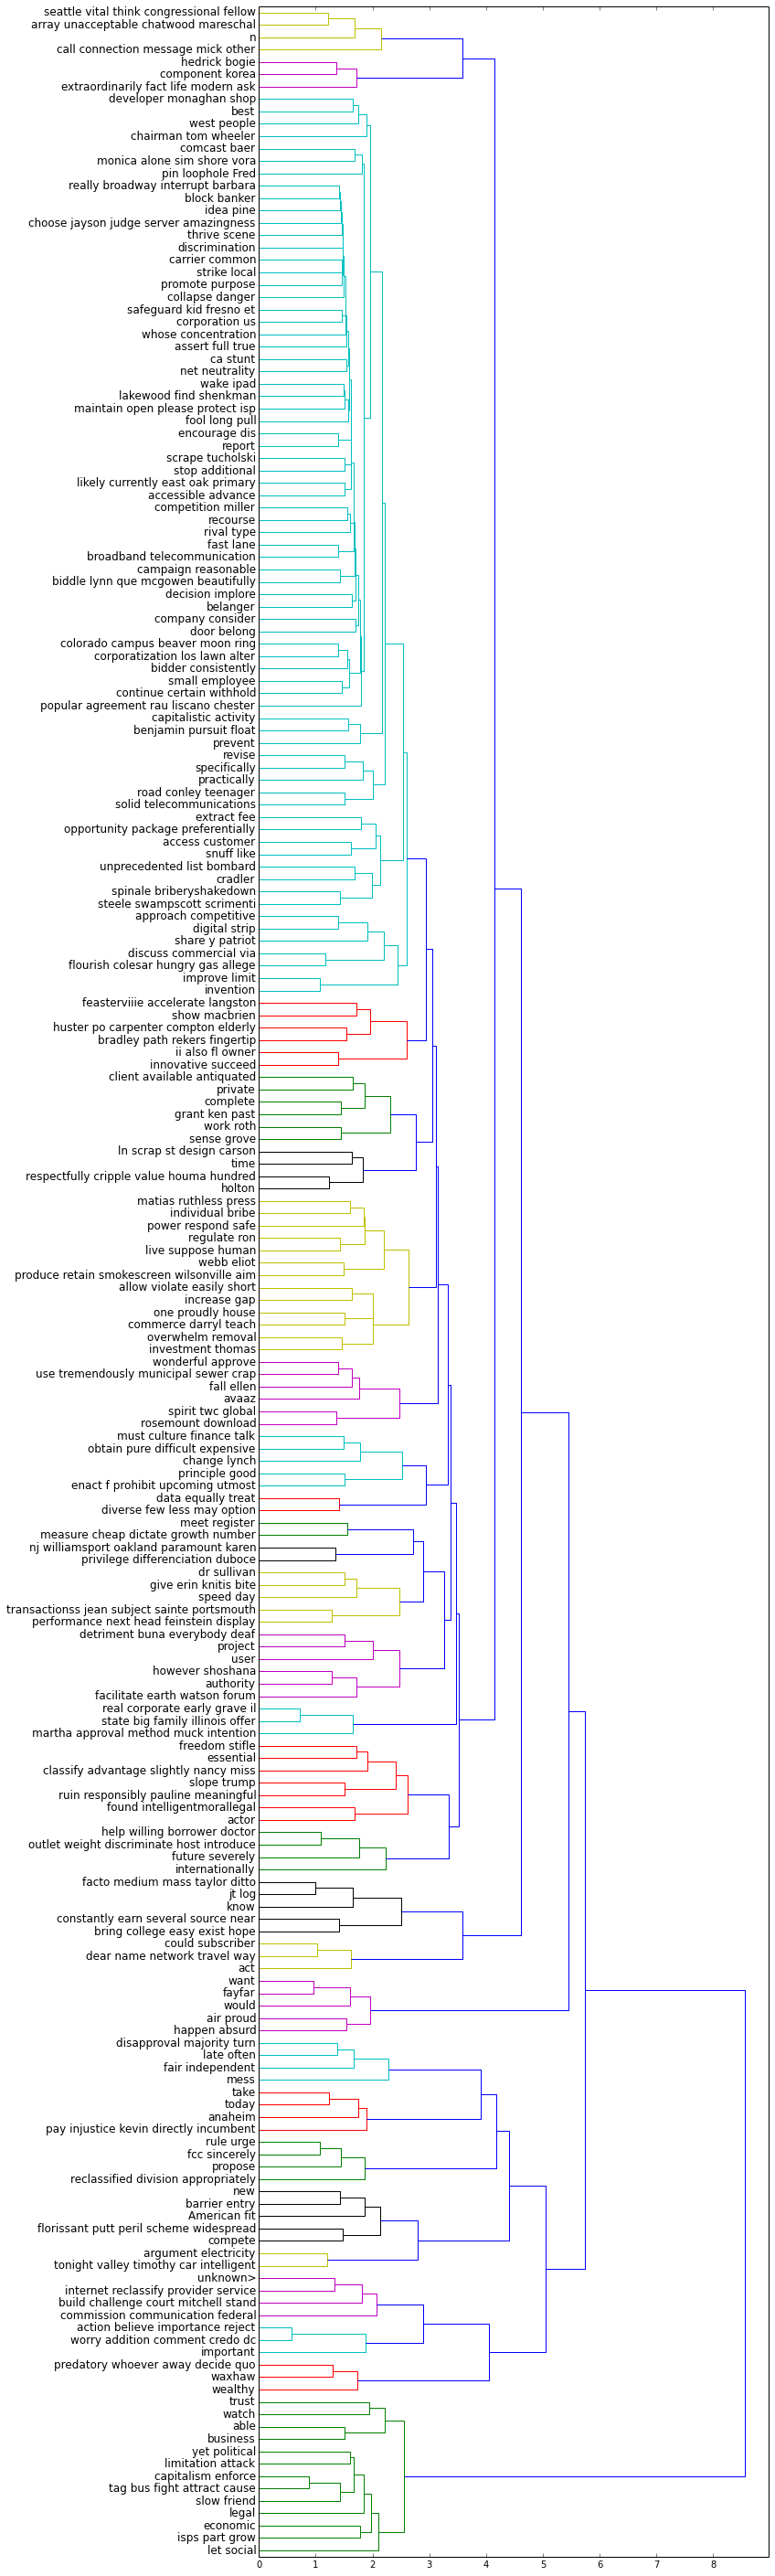 seattle vital think congressional fellow
array unacceptable chatwood mareschal
n
call connection message mick other
hedrick bogie
component korea
extraordinarily fact life modern ask
developer monaghan shop
best
west people
chairman tom wheeler
comcast baer
monica alone sim shore vora
pin loophole Fred
really broadway interrupt barbara
block banker
idea pine
choose jayson judge server amazingness
thrive scene
discrimination
carrier common
strike local
promote purpose
collapse danger
safeguard kid fresno et
corporation us
whose concentration
assert full true
ca stunt
net neutrality
wake ipad
lakewood find shenkman
maintain open please protect isp
fool long pull
encourage dis
report
scrape tucholski
stop additional
likely currently east oak primary
accessible advance
competition miller
recourse
rival type
fast lane
broadband telecommunication
campaign reasonable
biddle lynn que mcgowen beautifully
decision implore
belanger
company consider
door belong
colorado campus beaver moon ring
corporatization los lawn alter
bidder consistently
small employee
continue certain withhold
popular agreement rau liscano chester
capitalistic activity
benjamin pursuit float
prevent
revise
specifically
practically
road conley teenager
solid telecommunications
extract fee
opportunity package preferentially
access customer
snuff like
unprecedented list bombard
cradler
spinale briberyshakedown
steele swampscott scrimenti
approach competitive
digital strip
share y patriot
discuss commercial via
flourish colesar hungry gas allege
improve limit
invention
feasterviiie accelerate langston
show macbrien
huster po carpenter compton elderly
bradley path rekers fingertip
ii also fl owner
innovative succeed
client available antiquated
private
complete
grant ken past
work roth
sense grove
ln scrap st design carson
time
respectfully cripple value houma hundred
holton
matias ruthless press
individual bribe
power respond safe
regulate ron
live suppose human
webb eliot
produce retain smokescreen wilsonville aim
allow violate easily short
increase gap
one proudly house
commerce darryl teach
overwhelm removal
investment thomas
wonderful approve
use tremendously municipal sewer crap
fall ellen
avaaz
spirit twc global
rosemount download
must culture finance talk
obtain pure difficult expensive
change lynch
principle good
enact f prohibit upcoming utmost
data equally treat
diverse few less may option
meet register
measure cheap dictate growth number
nj williamsport oakland paramount karen
privilege differenciation duboce
dr sullivan
give erin knitis bite
speed day
transactionss jean subject sainte portsmouth
performance next head feinstein display
detriment buna everybody deaf
project
user
however shoshana
authority
facilitate earth watson forum
real corporate early grave il
state big family illinois offer
martha approval method muck intention
freedom stifle
essential
classify advantage slightly nancy miss
slope trump
ruin responsibly pauline meaningful
found intelligentmorallegal
actor
help willing borrower doctor
outlet weight discriminate host introduce
future severely
internationally
facto medium mass taylor ditto
jt log
know
constantly earn several source near
bring college easy exist hope
could subscriber
dear name network travel way
act
want
fayfar
would
air proud
happen absurd
disapproval majority turn
late often
fair independent
mess
take
today
anaheim
pay injustice kevin directly incumbent
rule urge
fcc sincerely
propose
reclassified division appropriately
new
barrier entry
American fit
florissant putt peril scheme widespread
compete
argument electricity
tonight valley timothy car intelligent
unknown>
internet reclassify provider service
build challenge court mitchell stand
commission communication federal
action believe importance reject
worry addition comment credo dc
important
predatory whoever away decide quo
waxhaw
wealthy
trust
watch
able
business
yet political
limitation attack
capitalism enforce
tag bus fight attract cause
slow friend
legal
economic
isps part grow
let social
0 1 2 3 4 5 6 7 8